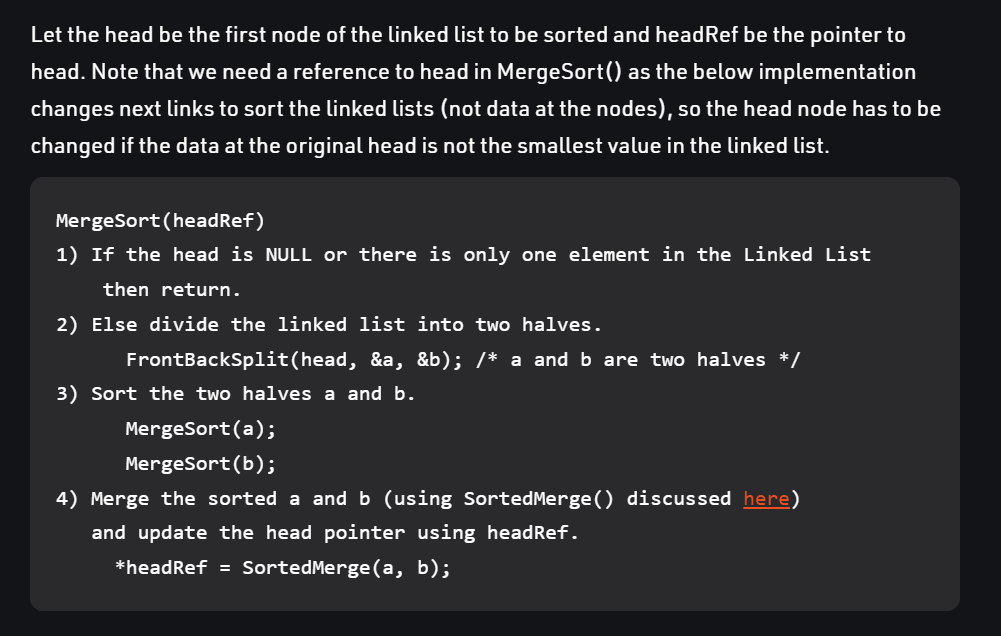 Let the head be the first node of the linked list to be sorted and headRef be the pointer to
head. Note that we need a reference to head in MergeSort() as the below implementation
changes next links to sort the linked lists (not data at the nodes), so the head node has to be
changed if the data at the original head is not the smallest value in the linked list.
MergeSort(headRef)
1) If the head is NULL or there is only one element in the Linked List
then return.
2) Else divide the linked list into two halves.
FrontBackSplit(head, &a, &b); /* a and b are two halves */
3) Sort the two halves a and b.
MergeSort(a);
MergeSort(b);
4) Merge the sorted a and b (using SortedMerge() discussed here)
and update the head pointer using headRef.
*headRef = SortedMerge(a, b);